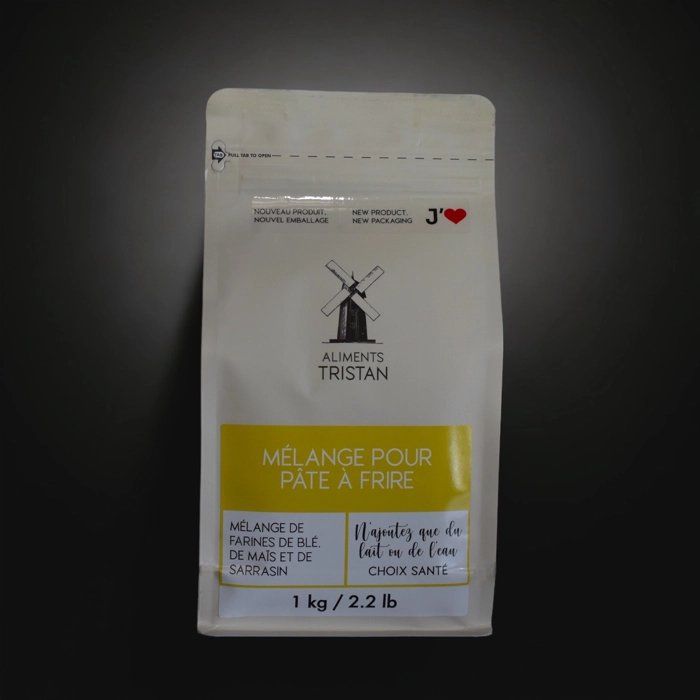 TAB
PULL TAB TO OPEN
NOUVEAU PRODUIT,
NOUVEL EMBALLAGE
NEW PRODUCT,
NEW PACKAGING
J'❤
ALIMENTS
TRISTAN
MÉLANGE POUR
PÂTE À FRIRE
MÉLANGE DE
FARINES DE BLÉ,
DE MAÏS ET DE
SARRASIN
N'ajoutez que du
lait ou de l'eau
CHOIX SANTÉ
1 kg / 2.2 lb